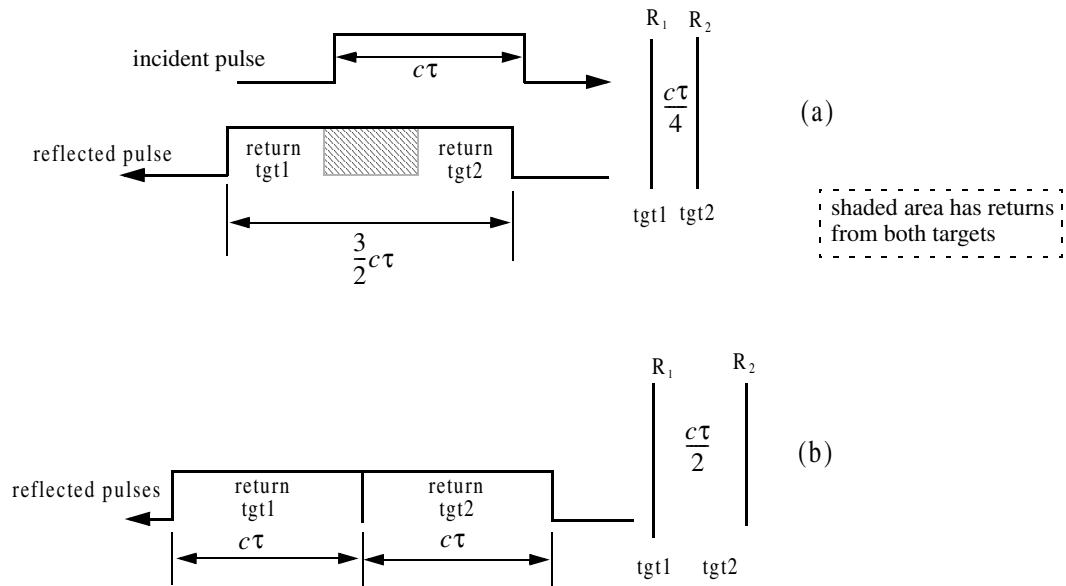 R₁ R₂
incident pulse
cτ
cτ/4
(a)
reflected pulse
return tgt1
return tgt2
tgt1 tgt2
shaded area has returns
from both targets
3/2 cτ
R₁ R₂
cτ/2
(b)
reflected pulses
return tgt1
return tgt2
cτ
cτ
tgt1 tgt2